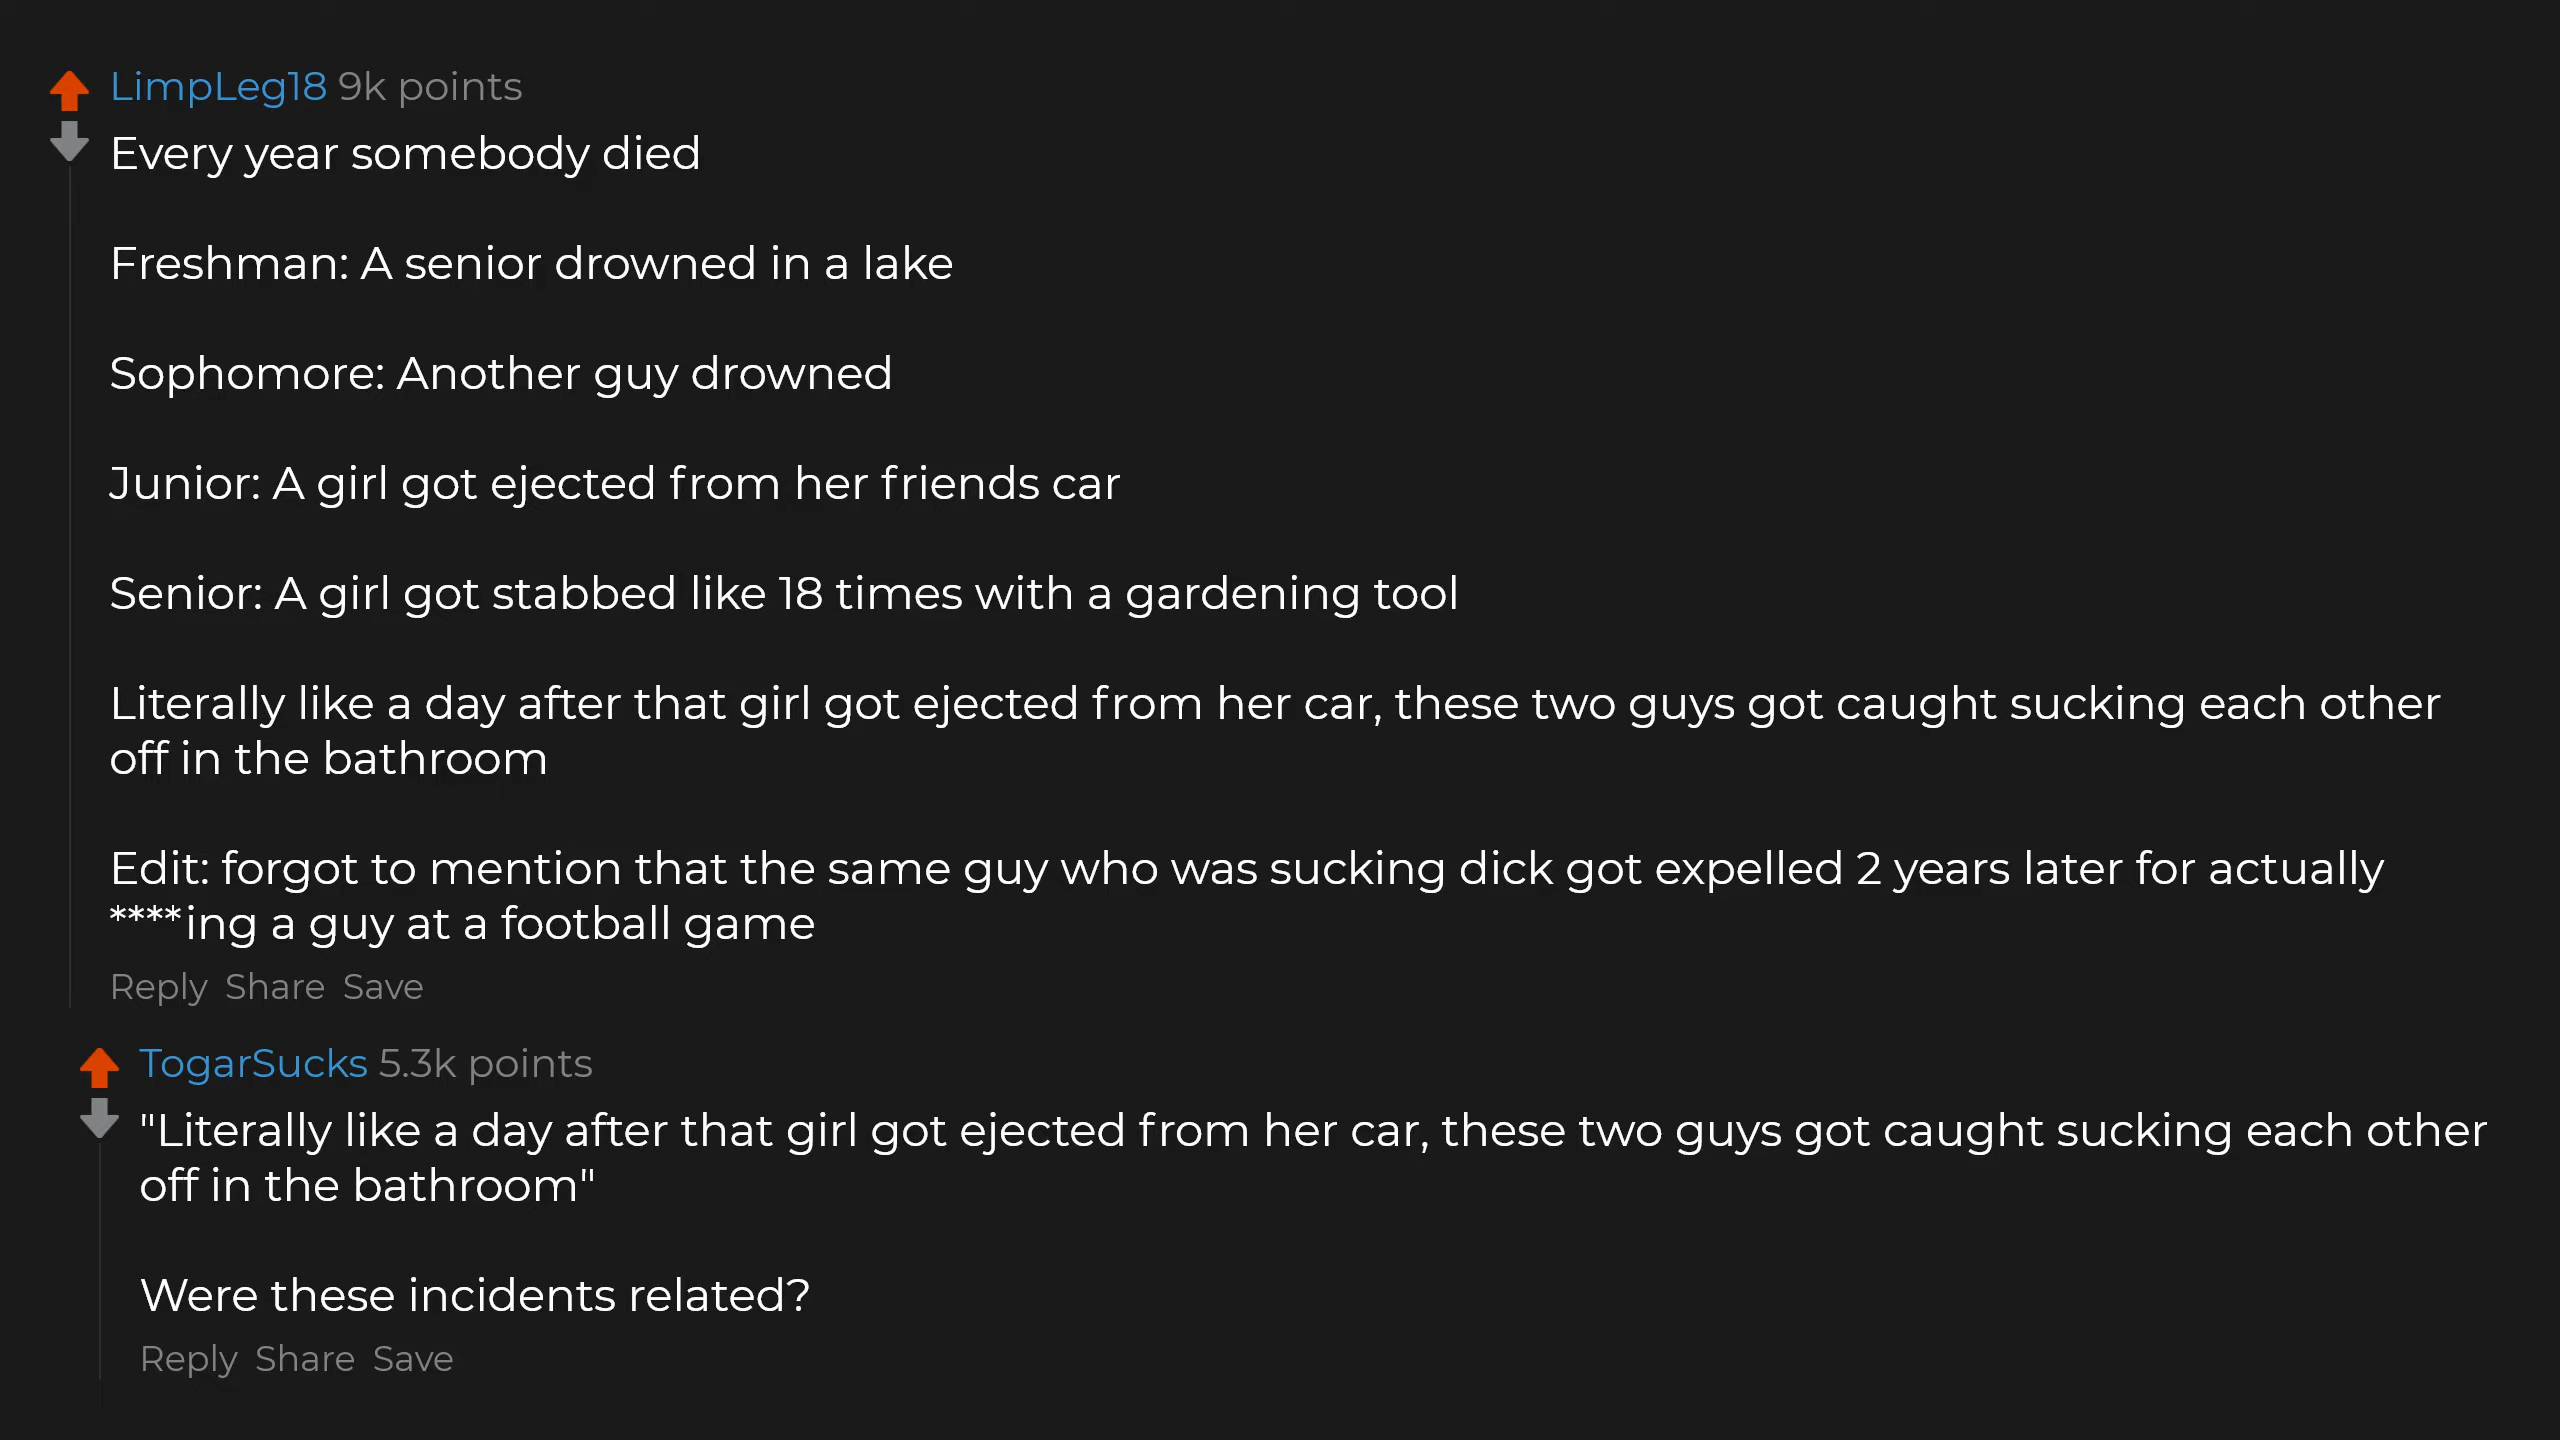 LimpLeg18 9k points
Every year somebody died
Freshman: A senior drowned in a lake
Sophomore: Another guy drowned
Junior: A girl got ejected from her friends car
Senior: A girl got stabbed like 18 times with a gardening tool
Literally like a day after that girl got ejected from her car, these two guys got caught sucking each other
off in the bathroom
Edit: forgot to mention that the same guy who was sucking dick got expelled 2 years later for actually
****ing a guy at a football game
Reply Share Save
TogarSucks 5.3k points
"Literally like a day after that girl got ejected from her car, these two guys got caught sucking each other
off in the bathroom"
Were these incidents related?
Reply Share Save